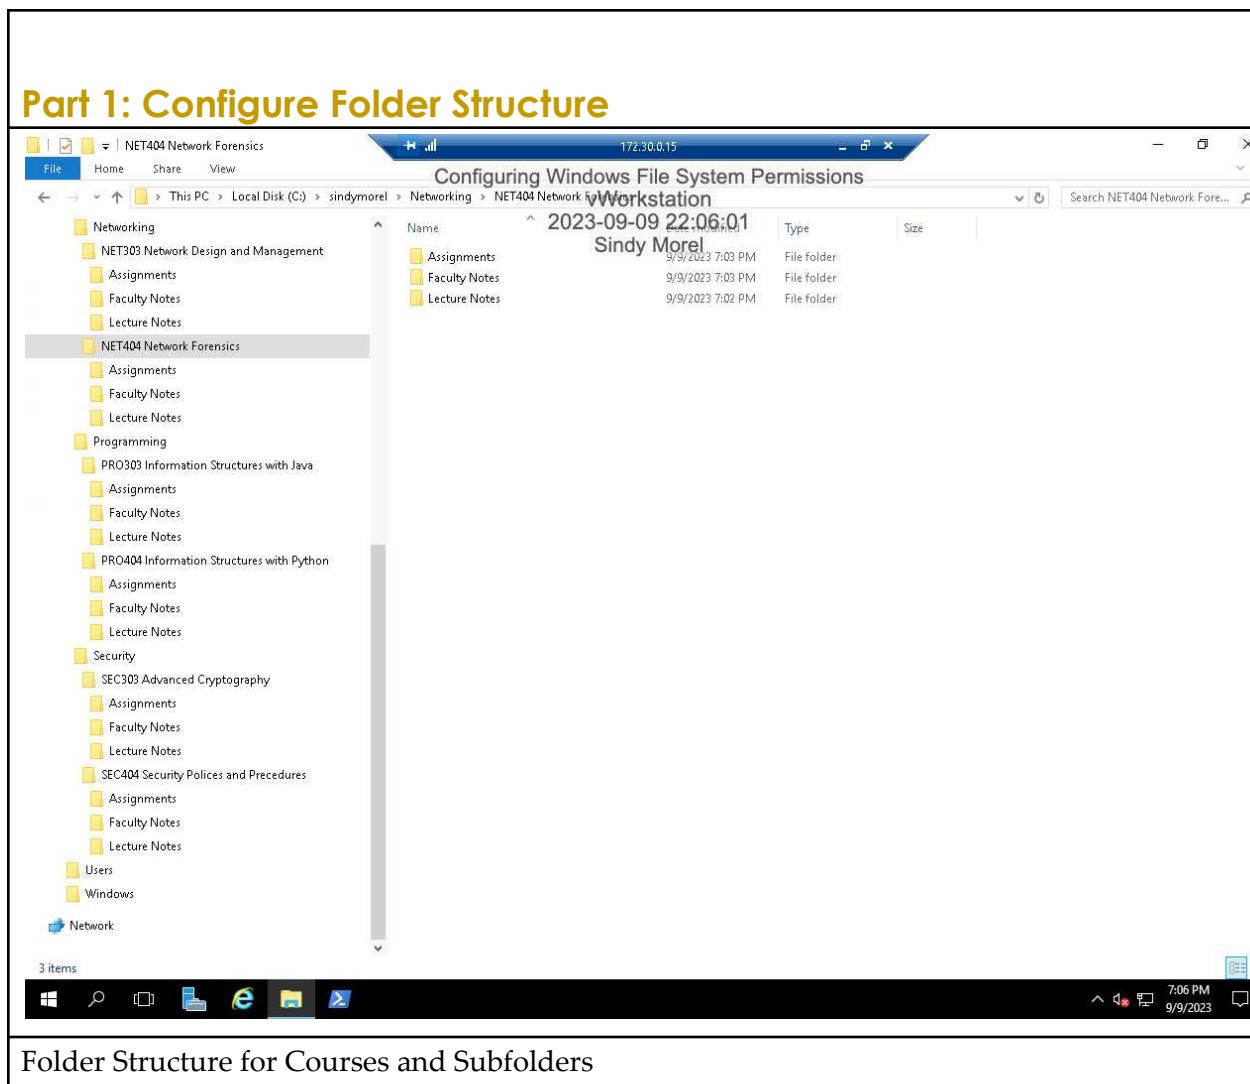 Part 1: Configure Folder Structure
NET404 Network Forensics
172.30.0.15
File Home Share View
Configuring Windows File System Permissions
This PC > Local Disk (C:) > sindymorel > Networking > NET404 Network Forensics
Search NET404 Network Fore...
vWorkstation
2023-09-09 22:06:01
Sindy Morel
Name Date modified Type Size
Assignments 9/9/2023 7:03 PM File folder
Faculty Notes 9/9/2023 7:03 PM File folder
Lecture Notes 9/9/2023 7:02 PM File folder
Networking
NET303 Network Design and Management
Assignments
Faculty Notes
Lecture Notes
NET404 Network Forensics
Assignments
Faculty Notes
Lecture Notes
Programming
PRO303 Information Structures with Java
Assignments
Faculty Notes
Lecture Notes
PRO404 Information Structures with Python
Assignments
Faculty Notes
Lecture Notes
Security
SEC303 Advanced Cryptography
Assignments
Faculty Notes
Lecture Notes
SEC404 Security Polices and Precedures
Assignments
Faculty Notes
Lecture Notes
Users
Windows
Network
3 items
7:06 PM
9/9/2023
Folder Structure for Courses and Subfolders